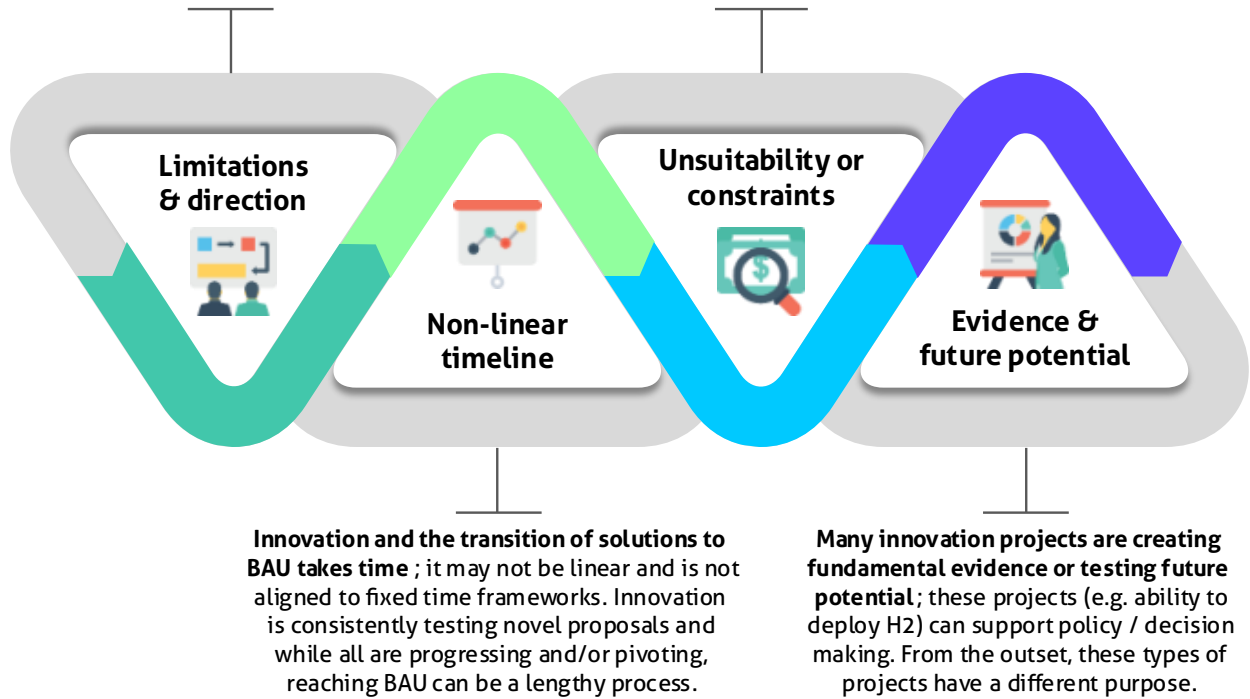 Limitations
& direction
Non-linear
timeline
Unsuitability or
constraints
$
Evidence &
future potential
Innovation and the transition of solutions to
BAU takes time ; it may not be linear and is not
aligned to fixed time frameworks. Innovation
is consistently testing novel proposals and
while all are progressing and/or pivoting,
reaching BAU can be a lengthy process.
Many innovation projects are creating
fundamental evidence or testing future
potential ; these projects (e.g. ability to
deploy H2) can support policy / decision
making. From the outset, these types of
projects have a different purpose.